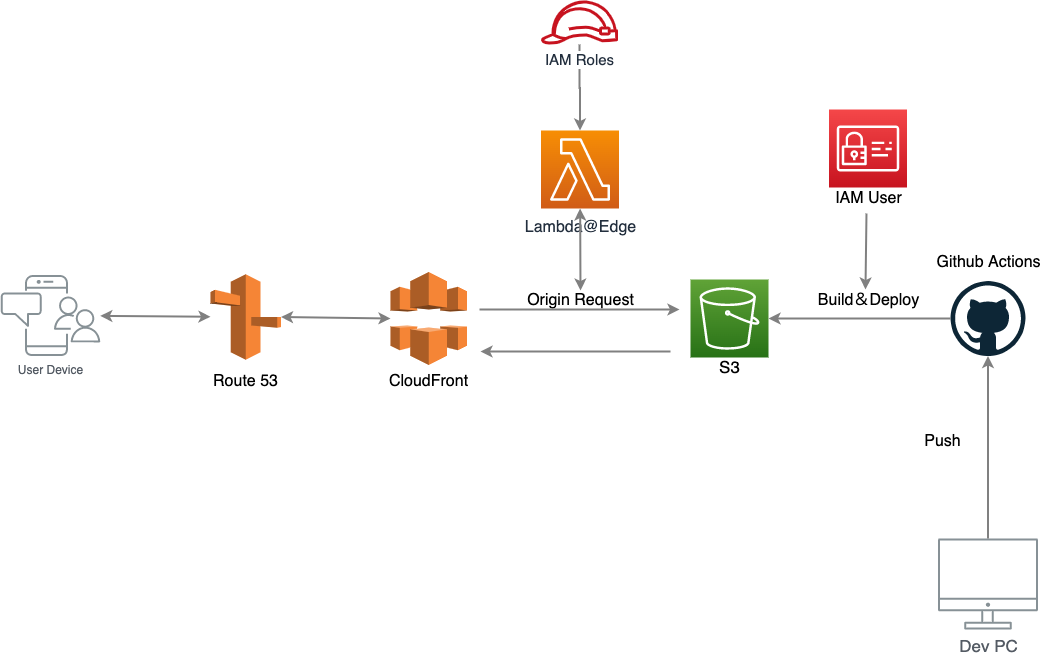 IAM Roles
IAM User
Lambda@Edge
Github Actions
Origin Request
Build&Deploy
User Device
Route 53
CloudFront
S3
Push
Dev PC